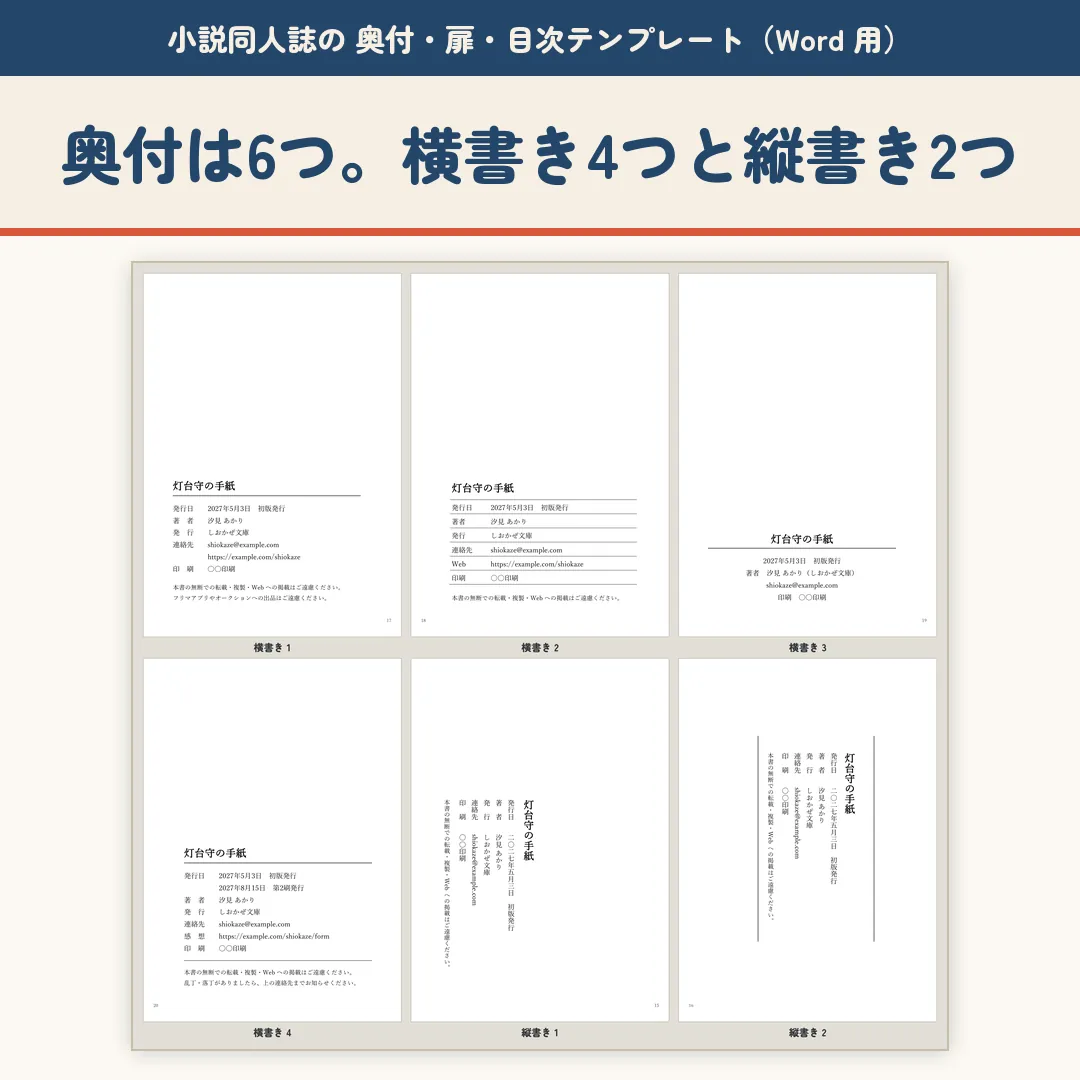 小説同人誌の 奥付・扉・目次テンプレート（Word 用）
奥付は6つ。横書き4つと縦書き2つ
灯台守の手紙
発行日 2027年5月3日 初版発行
著 者 汐見 あかり
発 行 しおかぜ文庫
連絡先 shiokaze@example.com
https://example.com/shiokaze
印 刷 〇〇印刷
本書の無断での転載・複製・Web への掲載はご遠慮ください。
フリマアプリやオークションへの出品はご遠慮ください。
17
横書き 1
灯台守の手紙
発行日 2027年5月3日 初版発行
著者 汐見 あかり
発行 しおかぜ文庫
連絡先 shiokaze@example.com
Web https://example.com/shiokaze
印刷 〇〇印刷
本書の無断での転載・複製・Web への掲載はご遠慮ください。
18
横書き 2
灯台守の手紙
2027年5月3日 初版発行
著者 汐見 あかり（しおかぜ文庫）
shiokaze@example.com
印刷 〇〇印刷
19
横書き 3
灯台守の手紙
発行日 2027年5月3日 初版発行
2027年8月15日 第2刷発行
著 者 汐見 あかり
発 行 しおかぜ文庫
連絡先 shiokaze@example.com
感 想 https://example.com/shiokaze/form
印 刷 〇〇印刷
本書の無断での転載・複製・Web への掲載はご遠慮ください。
乱丁・落丁がありましたら、上の連絡先までお知らせください。
20
横書き 4
灯台守の手紙
発行日 二〇二七年五月三日 初版発行
著 者 汐見 あかり
発 行 しおかぜ文庫
連絡先 shiokaze@example.com
印 刷 〇〇印刷
本書の無断での転載・複製・Web への掲載はご遠慮ください。
縦書き 1
灯台守の手紙
発行日 二〇二七年五月三日 初版発行
著 者 汐見 あかり
発 行 しおかぜ文庫
連絡先 shiokaze@example.com
印 刷 〇〇印刷
本書の無断での転載・複製・Web への掲載はご遠慮ください。
縦書き 2